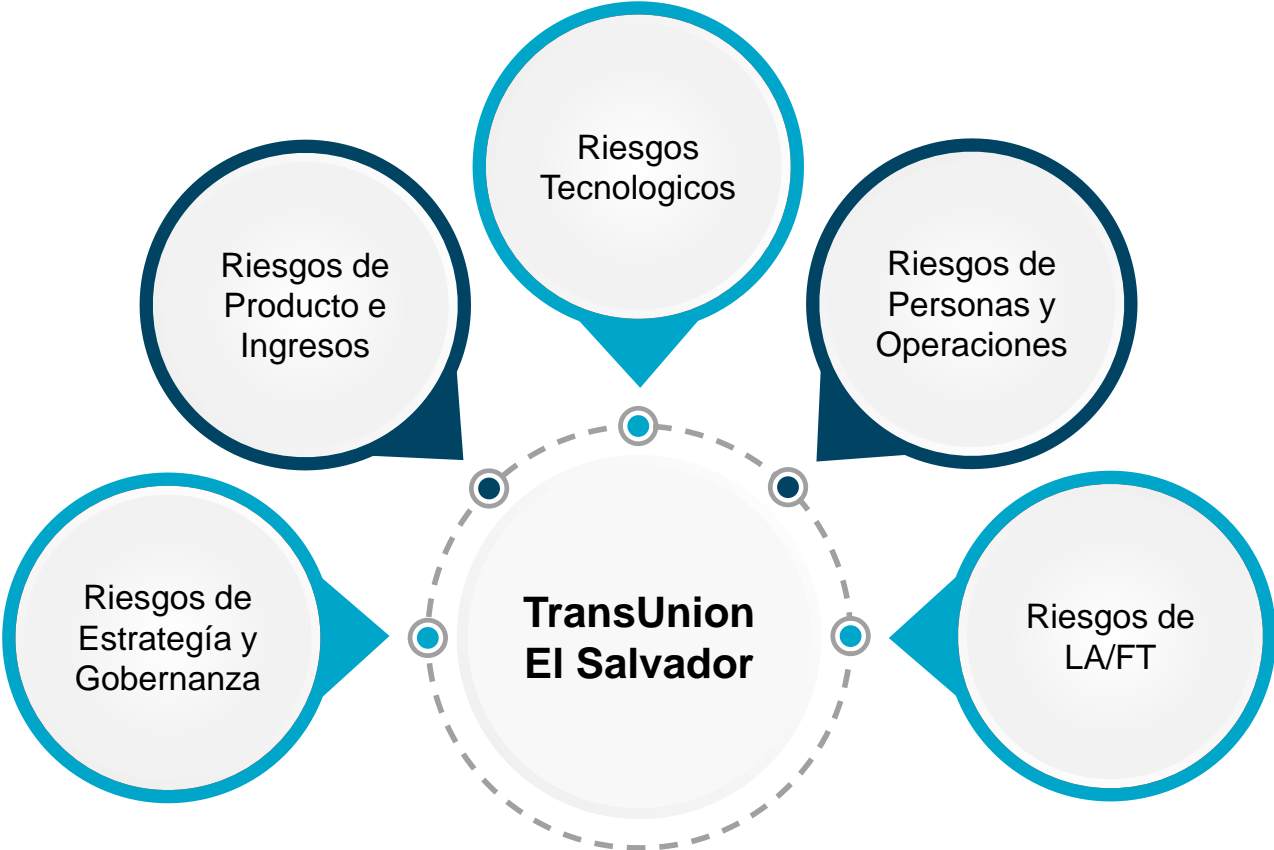 Riesgos
Tecnologicos
Riesgos de
Producto e
Ingresos
Riesgos de
Personas y
Operaciones
Riesgos de
Estrategía y
Gobernanza
TransUnion
El Salvador
Riesgos de
LA/FT